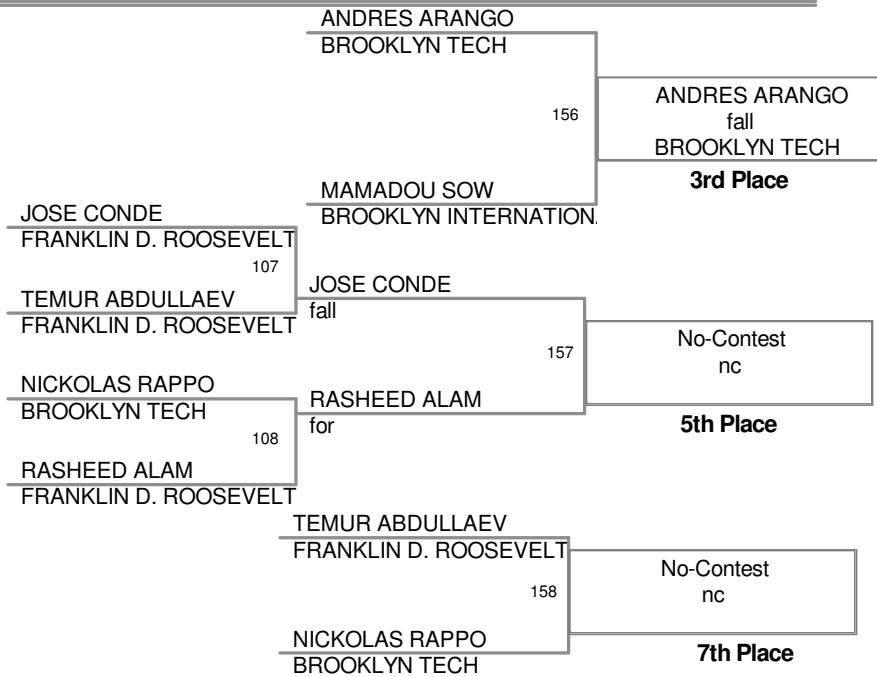 ANDRES ARANGO
BROOKLYN TECH
156
ANDRES ARANGO
fall
BROOKLYN TECH
3rd Place
MAMADOU SOW
BROOKLYN INTERNATION
JOSE CONDE
FRANKLIN D. ROOSEVELT
107
TEMUR ABDULLAEV
FRANKLIN D. ROOSEVELT
JOSE CONDE
fall
157
No-Contest
nc
5th Place
NICKOLAS RAPPO
BROOKLYN TECH
108
RASHEED ALAM
for
RASHEED ALAM
FRANKLIN D. ROOSEVELT
TEMUR ABDULLAEV
FRANKLIN D. ROOSEVELT
158
No-Contest
nc
7th Place
NICKOLAS RAPPO
BROOKLYN TECH